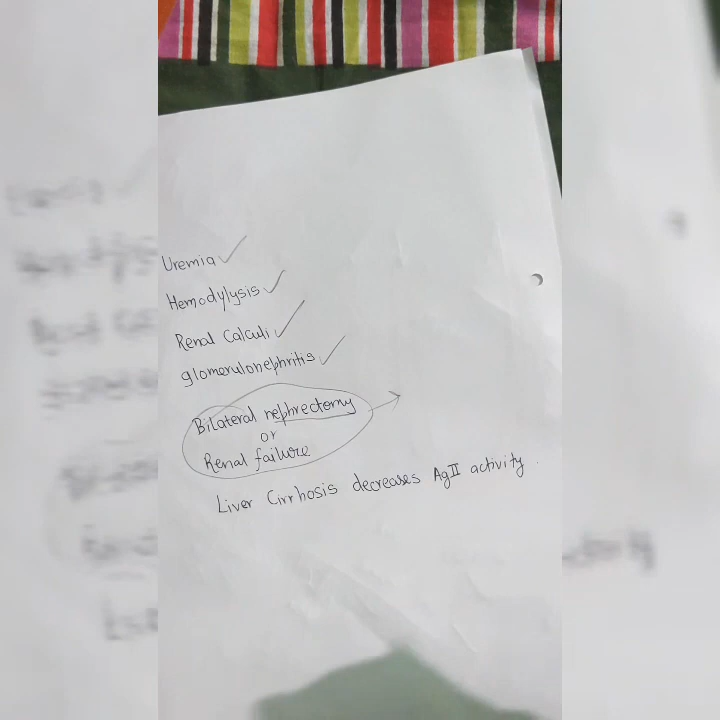 Uremia
Hemodylysis
Renal Calculi
glomerulonephritis
Bilateral nephrectomy
or
Renal failure
Liver Cirrhosis decreases AgII activity.